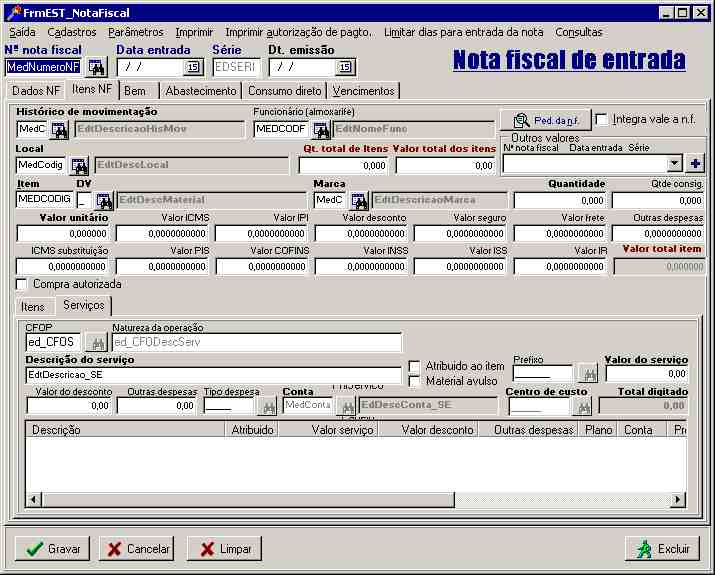 FrmEST_NotaFiscal
Saída Cadastros Parâmetros Imprimir Imprimir autorização de pagto. Limitar dias para entrada da nota Consultas
Nº nota fiscal Data entrada Série Dt. emissão
MedNumeroNF / / 15 EDSERI / / 15
Nota fiscal de entrada
Dados NF Itens NF Bem Abastecimento Consumo direto Vencimentos
Histórico de movimentação Funcionário (almoxarife)
MedC EdtDescricaoHisMov MEDCODF EdtNomeFunc
Ped. da n.f. Integra vale a n.f.
Outros valores
Nº nota fiscal Data entrada Série
Local Qt. total de Itens Valor total dos itens
MedCodig EdtDescLocal 0,000 0,00
Item DV Marca Quantidade Qtde consig.
MEDCODIG _ EdtDescMaterial MedC EdtDescricaoMarca 0,000 0,000
Valor unitário Valor ICMS Valor IPI Valor desconto Valor seguro Valor frete Outras despesas
0,000000 0,0000000000 0,0000000000 0,0000000000 0,0000000000 0,0000000000 0,0000000000
ICMS substituição Valor PIS Valor COFINS Valor INSS Valor ISS Valor IR Valor total item
0,0000000000 0,0000000000 0,0000000000 0,0000000000 0,0000000000 0,0000000000 0,000000
Compra autorizada
Itens Serviços
CFOP Natureza da operação
ed_CFOS ed_CFODescServ
Descrição do serviço Atribuido ao item Prefixo Valor do serviço
EdtDescricao_SE Material avulso _____ 0,00
Valor do desconto Outras despesas Tipo despesa Conta Centro de custo Total digitado
0,00 0,00 _____ MedConta EdDescConta_SE ______ 0,00
Descrição Atribuido Valor serviço Valor desconto Outras despesas Plano Conta Pre
Gravar Cancelar Limpar Excluir